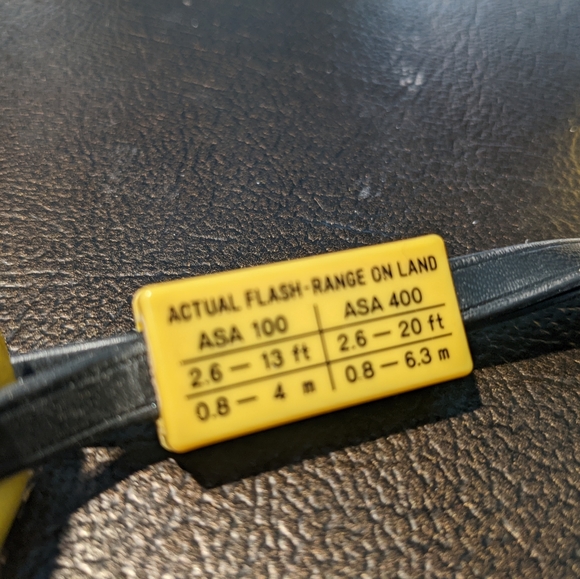 ACTUAL FLASH-RANGE ON LAND
ASA 100 ASA 400
2.6 — 13 ft 2.6 — 20 ft
0.8 — 4 m 0.8 — 6.3 m